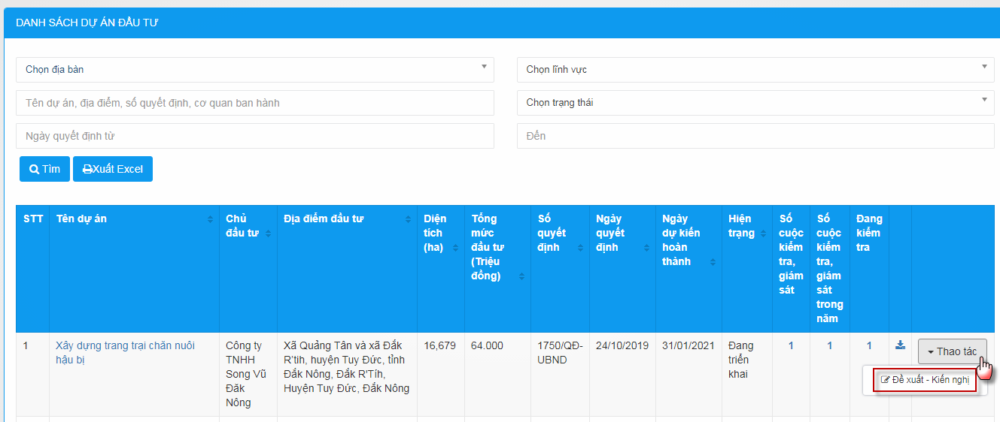 DANH SÁCH DỰ ÁN ĐẦU TƯ
Chọn địa bàn
Chọn lĩnh vực
Tên dự án, địa điểm, số quyết định, cơ quan ban hành
Chọn trạng thái
Ngày quyết định từ
Đến
Tìm
Xuất Excel
STT
Tên dự án
Chủ
đầu tư
Địa điểm đầu tư
Diện
tích
(ha)
Tổng
mức
đầu tư
(Triệu
đồng)
Số
quyết
định
Ngày
quyết
định
Ngày
dự kiến
hoàn
thành
Hiện
trạng
Số
cuộc
kiểm
tra,
giám
sát
Số
cuộc
kiểm
tra,
giám
sát
trong
năm
Đang
kiểm
tra
1
Xây dựng trang trại chăn nuôi
hậu bị
Công ty
TNHH
Song Vũ
Đăk
Nông
Xã Quảng Tân và xã Đắk
R'tih, huyện Tuy Đức, tỉnh
Đắk Nông, Đắk R'Tíh,
Huyện Tuy Đức, Đắk Nông
16,679
64.000
1750/QĐ-
UBND
24/10/2019
31/01/2021
Đang
triển
khai
1
1
1
Thao tác
Đề xuất - Kiến nghị